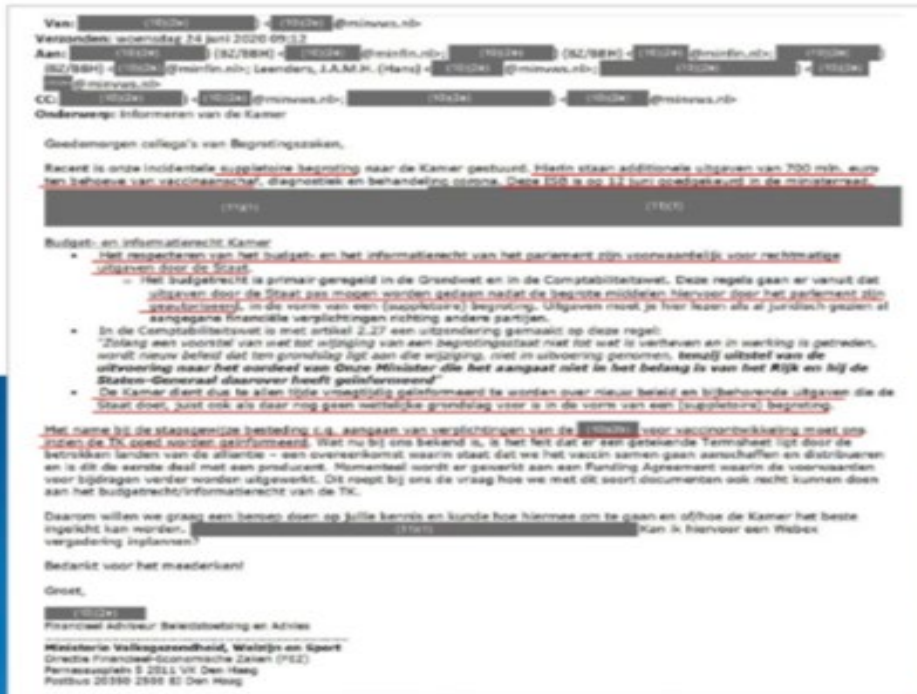 Van: (10)(2e) ) < (10)(2e) @minvws.nl>
Verzonden: woensdag 24 juni 2020 09:12
Aan: (10)(2e) ) (BZ/BBH) < (10)(2e) @minfin.nl>; (10)(2e) ) (BZ/BBH) < (10)(2e) @minfin.nl>; (10)(2e) )
(BZ/BBH) < (10)(2e) @minfin.nl>; Leenders, J.A.M.H. (Hans) < (10)(2e) @minvws.nl>; (10)(2e) ) < (10)(2e)
@minvws.nl>
CC: (10)(2e) ) < (10)(2e) @minvws.nl>; (10)(2e) ) < (10)(2e) @minvws.nl>
Onderwerp: Informeren van de Kamer
Goedemorgen collega's van Begrotingszaken,
Recent is onze incidentele suppletoire begroting naar de Kamer gestuurd. Hierin staan additionele uitgaven van 700 mln. euro
ten behoeve van vaccinaanschaf, diagnostiek en behandeling corona. Deze ISB is op 12 juni goedgekeurd in de ministerraad.
Budget- en informatierecht Kamer
• Het respecteren van het budget- en het informatierecht van het parlement zijn voorwaardelijk voor rechtmatige
uitgaven door de Staat.
– Het budgetrecht is primair geregeld in de Grondwet en in de Comptabiliteitswet. Deze regels gaan er vanuit dat
uitgaven door de Staat pas mogen worden gedaan nadat de begrote middelen hiervoor door het parlement zijn
geautoriseerd, in de vorm van een (suppletoire) begroting. Uitgaven moet je hier lezen als al juridisch gezien al
aangegane financiële verplichtingen richting andere partijen.
• In de Comptabiliteitswet is met artikel 2.27 een uitzondering gemaakt op deze regel:
"Zolang een voorstel van wet tot wijziging van een begrotingsstaat niet tot wet is verheven en in werking is getreden,
wordt nieuw beleid dat ten grondslag ligt aan die wijziging, niet in uitvoering genomen, tenzij uitstel van de
uitvoering naar het oordeel van Onze Minister die het aangaat niet in het belang is van het Rijk en hij de
Staten-Generaal daarover heeft geïnformeerd"
• De Kamer dient dus te allen tijde vroegtijdig geïnformeerd te worden over nieuw beleid en bijbehorende uitgaven die de
Staat doet, juist ook als daar nog geen wettelijke grondslag voor is in de vorm van een (suppletoire) begroting.
Met name bij de stapsgewijze besteding c.q. aangaan van verplichtingen van de (10)(2b) voor vaccinontwikkeling moet ons
inzien de TK goed worden geïnformeerd. Wat nu bij ons bekend is, is het feit dat er een getekende Termsheet ligt door de
betrokken landen van de alliantie – een overeenkomst waarin staat dat we het vaccin samen gaan aanschaffen en distribueren
en is dit de eerste deal met een producent. Momenteel wordt er gewerkt aan een Funding Agreement waarin de voorwaarden
voor bijdragen verder worden uitgewerkt. Dit roept bij ons de vraag hoe we met dit soort documenten ook recht kunnen doen
aan het budgetrecht/informatierecht van de TK.
Daarom willen we graag een beroep doen op jullie kennis en kunde hoe hiermee om te gaan en of/hoe de Kamer het beste
ingelicht kan worden. Kan ik hiervoor een Webex
vergadering inplannen?
Bedankt voor het meedenken!
Groet,
(10)(2e)
Financieel Adviseur Beleidstoetsing en Advies
Ministerie Volksgezondheid, Welzijn en Sport
Directie Financieel-Economische Zaken (FEZ)
Parnassusplein 5 2511 VX Den Haag
Postbus 20350 2500 EJ Den Haag